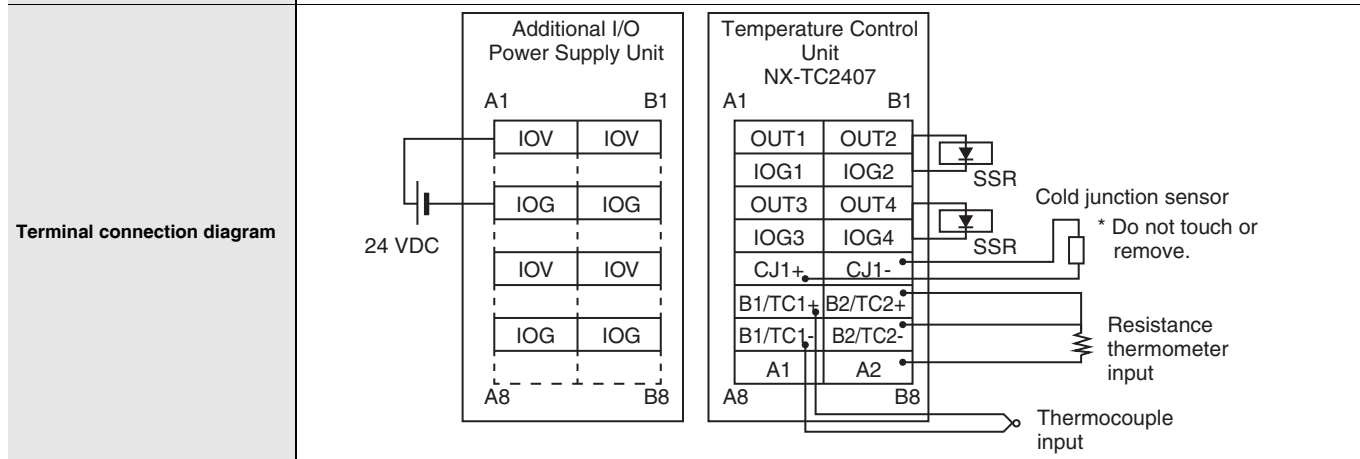 Terminal connection diagram
Additional I/O
Power Supply Unit
A1 B1
IOV IOV
IOG IOG
IOV IOV
IOG IOG
A8 B8
24 VDC
Temperature Control
Unit
NX-TC2407
A1 B1
OUT1 OUT2
IOG1 IOG2
OUT3 OUT4
IOG3 IOG4
CJ1+ CJ1-
B1/TC1+ B2/TC2+
B1/TC1- B2/TC2-
A1 A2
A8 B8
SSR
SSR
Cold junction sensor
* Do not touch or
remove.
Resistance
thermometer
input
Thermocouple
input